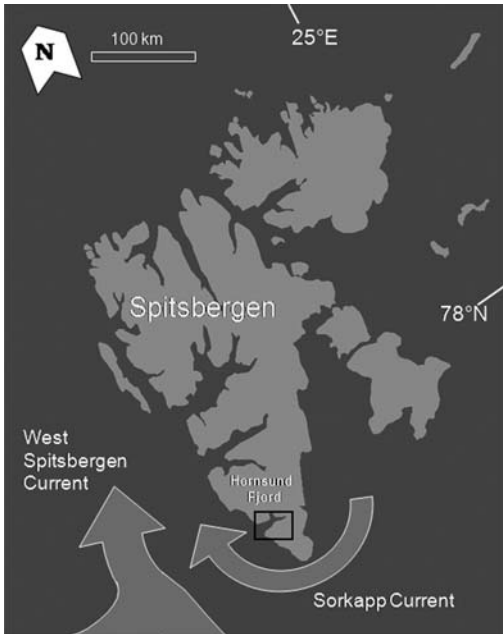 N
100 km
25°E
Spitsbergen
78°N
West
Spitsbergen
Current
Hornsund
Fjord
Sorkapp Current